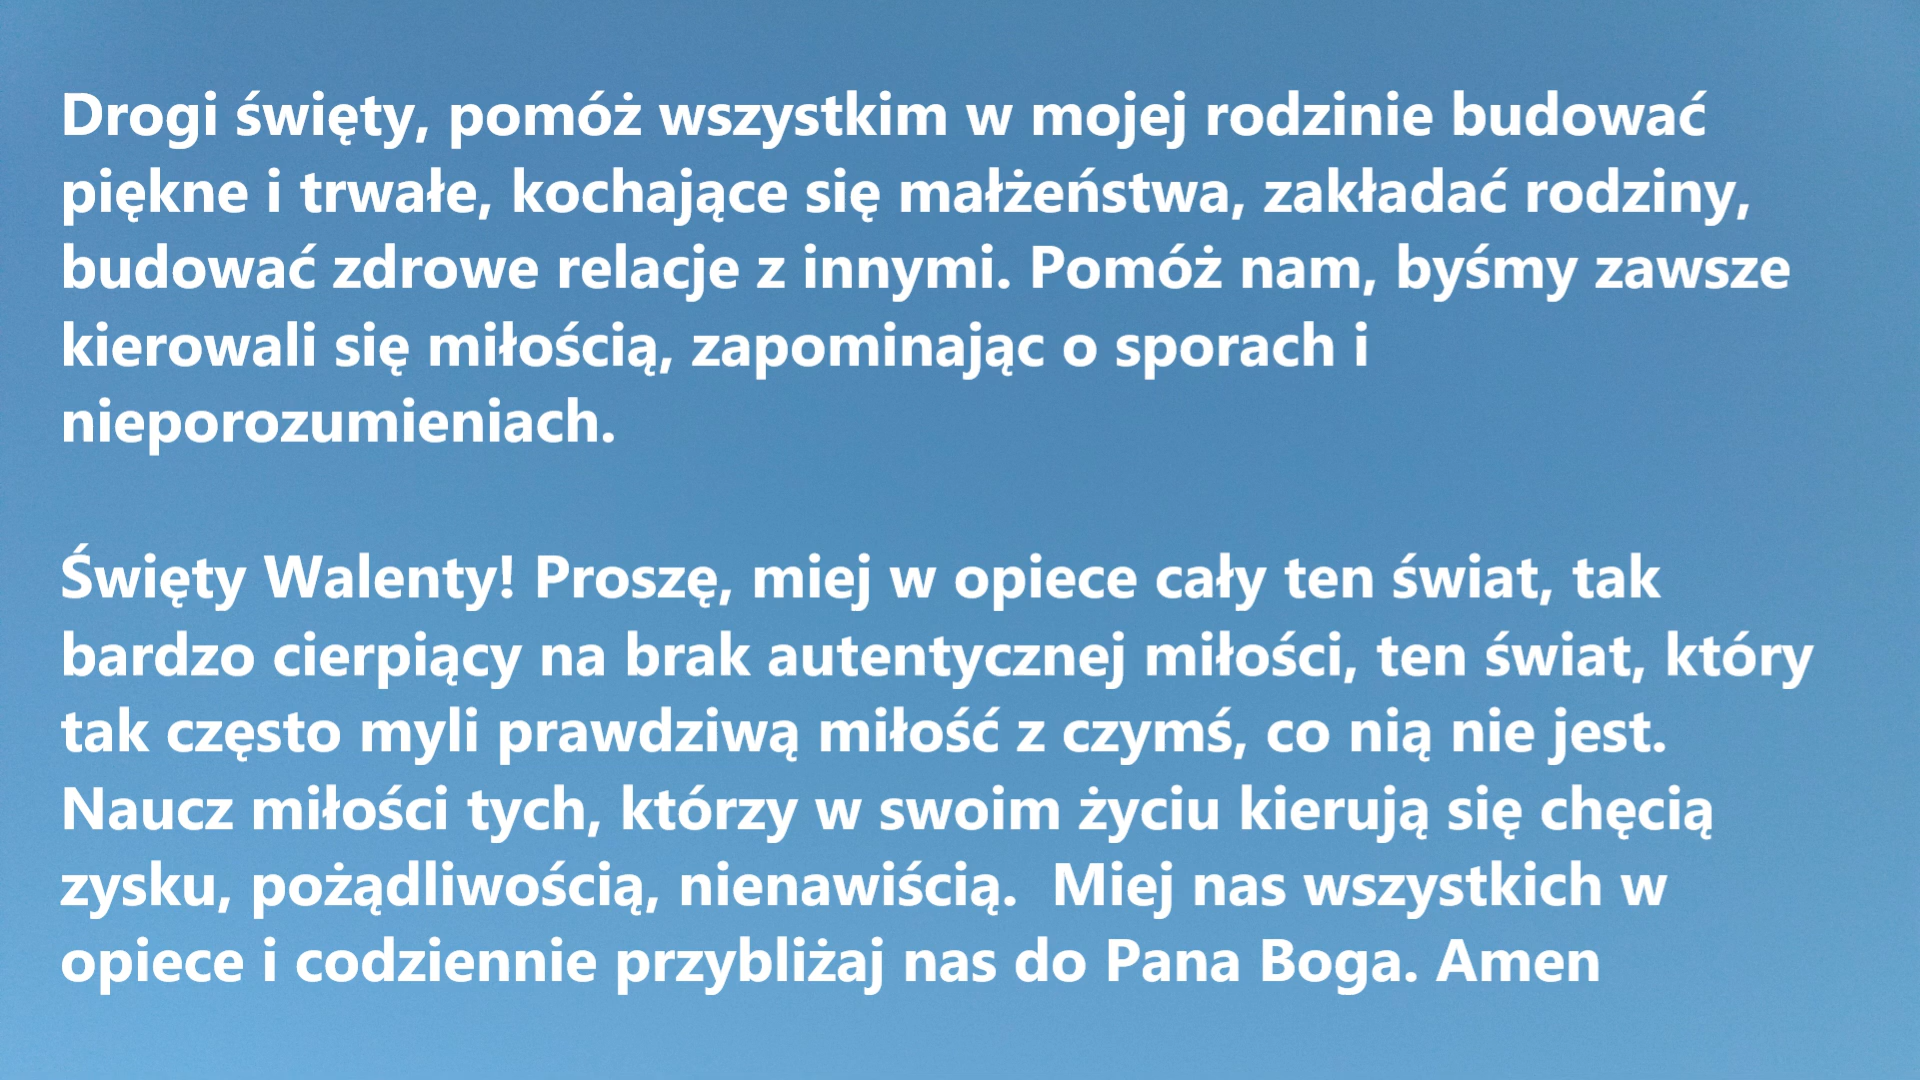 Drogi święty, pomóż wszystkim w mojej rodzinie budować
piękne i trwałe, kochające się małżeństwa, zakładać rodziny,
budować zdrowe relacje z innymi. Pomóż nam, byśmy zawsze
kierowali się miłością, zapominając o sporach i
nieporozumieniach.
Święty Walenty! Proszę, miej w opiece cały ten świat, tak
bardzo cierpiący na brak autentycznej miłości, ten świat, który
tak często myli prawdziwą miłość z czymś, co nią nie jest.
Naucz miłości tych, którzy w swoim życiu kierują się chęcią
zysku, pożądliwością, nienawiścią.  Miej nas wszystkich w
opiece i codziennie przybliżaj nas do Pana Boga. Amen